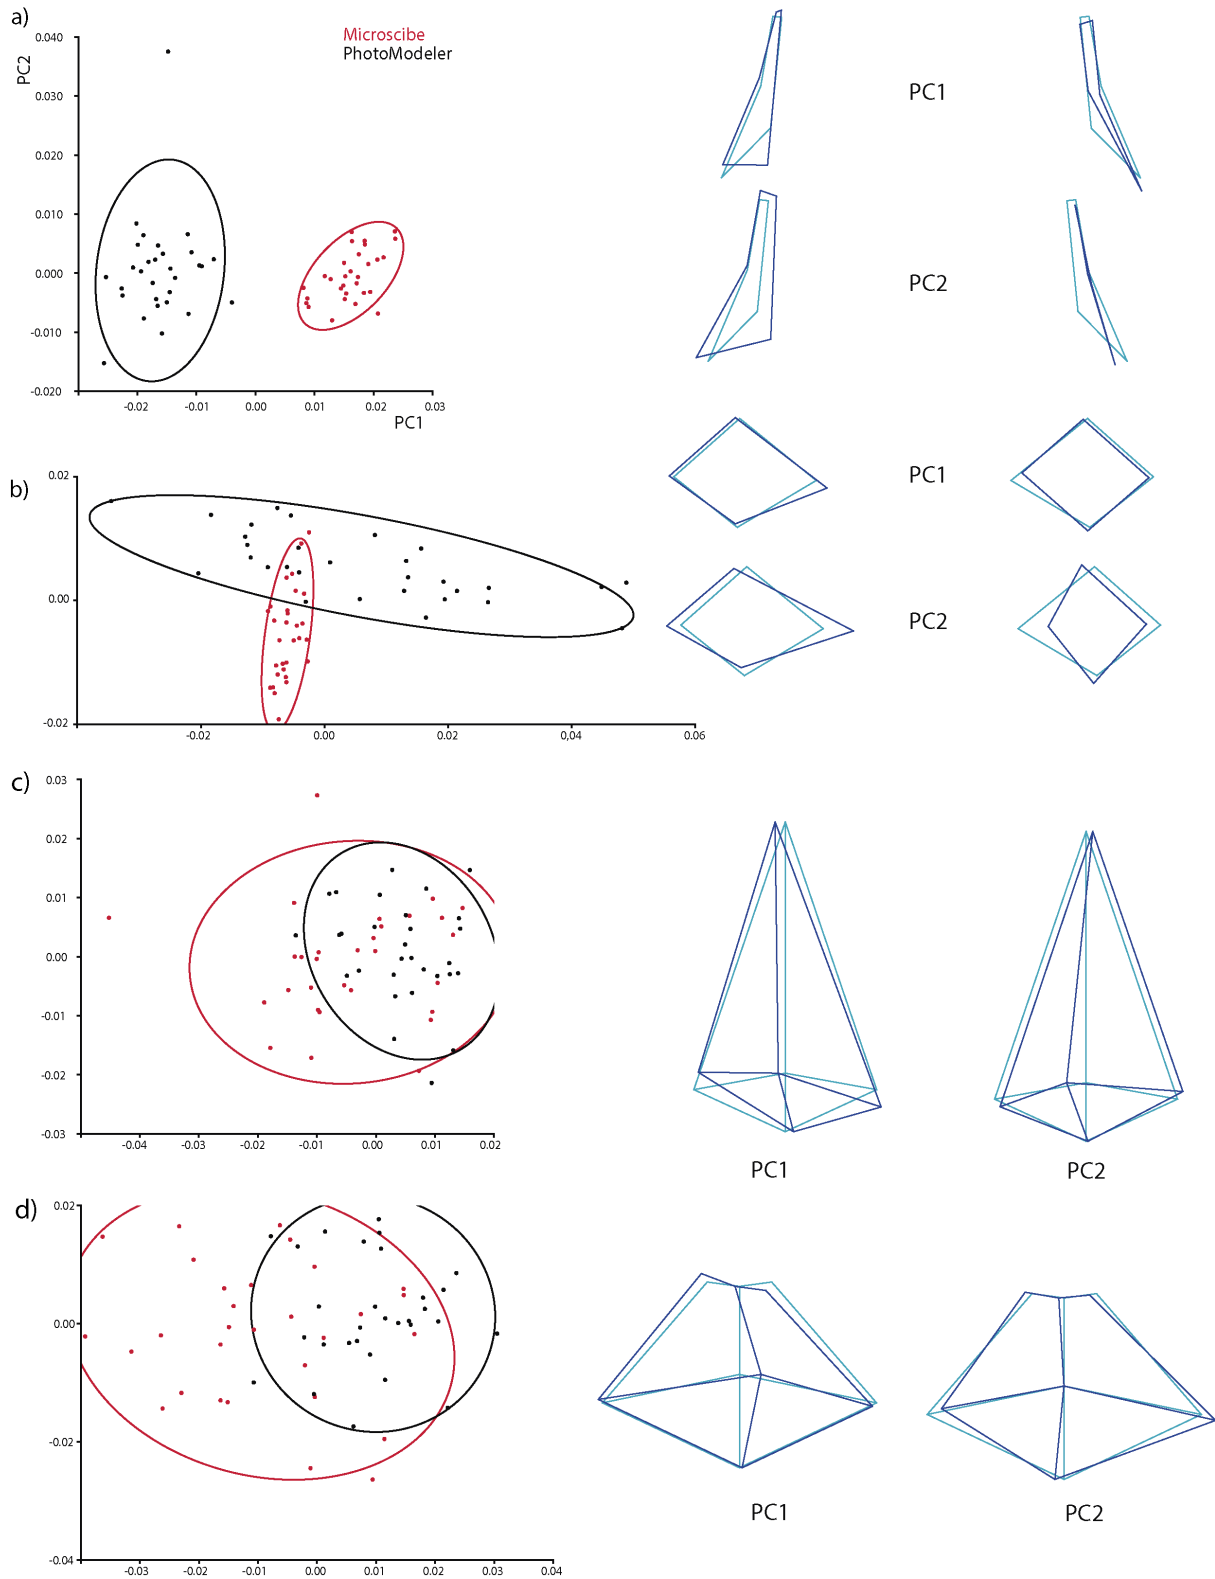 a)
Microscibe
PhotoModeler
PC2
0.040
0.030
0.020
0.010
0.000
-0.010
-0.020
-0.02 -0.01 0.00 0.01 0.02 0.03
PC1
PC1
PC2
b)
0.02
0.00
-0.02
-0.02 0.00 0.02 0,04 0.06
PC1
PC2
c)
0.03
0.02
0.01
0.00
-0.01
-0.02
-0.03
-0.04 -0.03 -0.02 -0.01 0.00 0.01 0.02
PC1 PC2
d)
0.02
0.00
-0.02
-0.04
-0.03 -0.02 -0.01 0.00 0.01 0.02 0.03 0.04
PC1 PC2